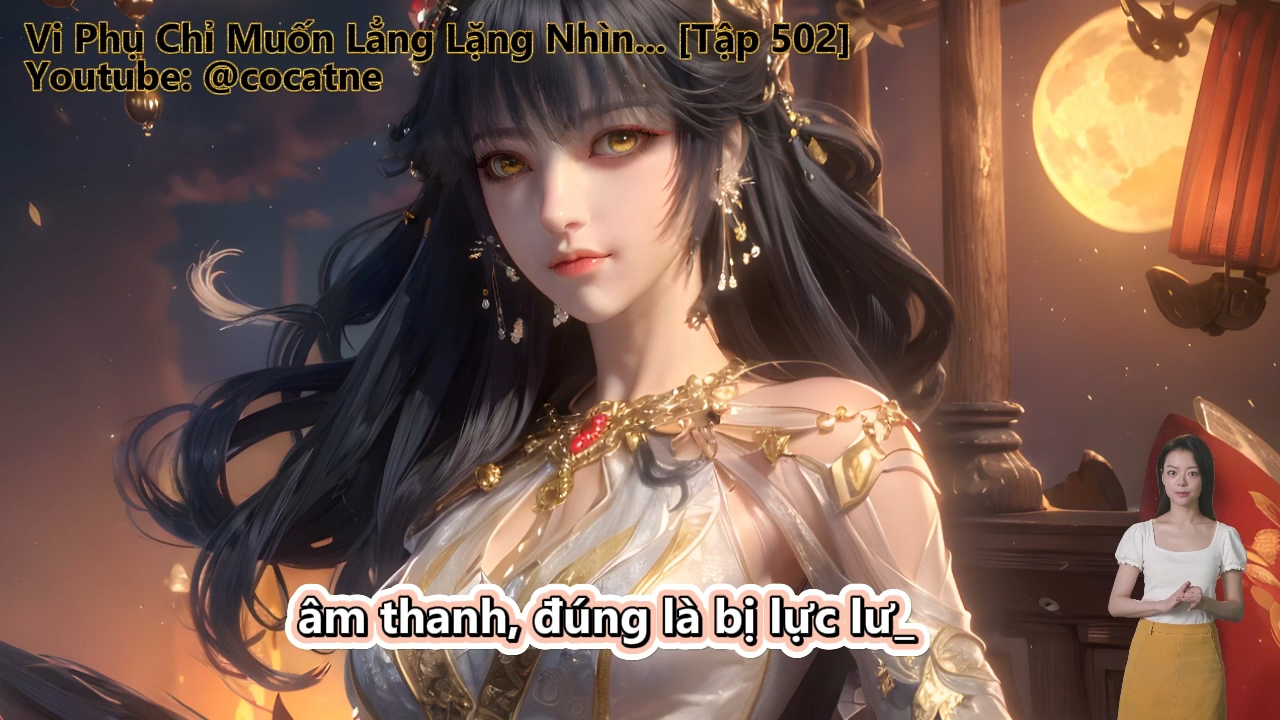 Vi Phụ Chỉ Muốn Lẳng Lặng Nhìn... [Tập 502]
Youtube: @cocatne
âm thanh, đúng là bị lực lư_